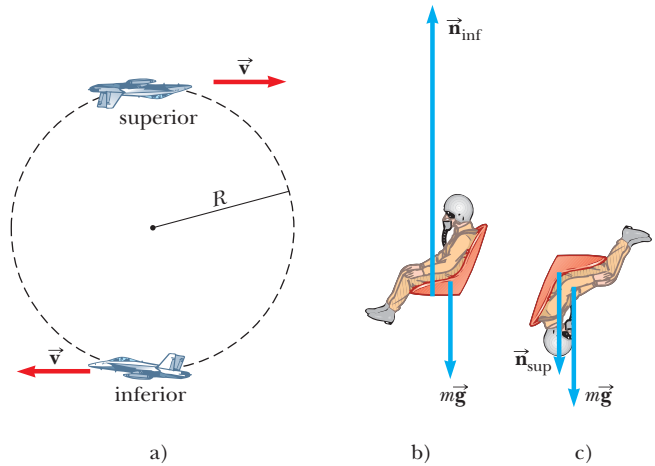 v⃗
superior
R
v⃗
inferior
a)
n⃗inf
mg⃗
b)
n⃗sup
mg⃗
c)